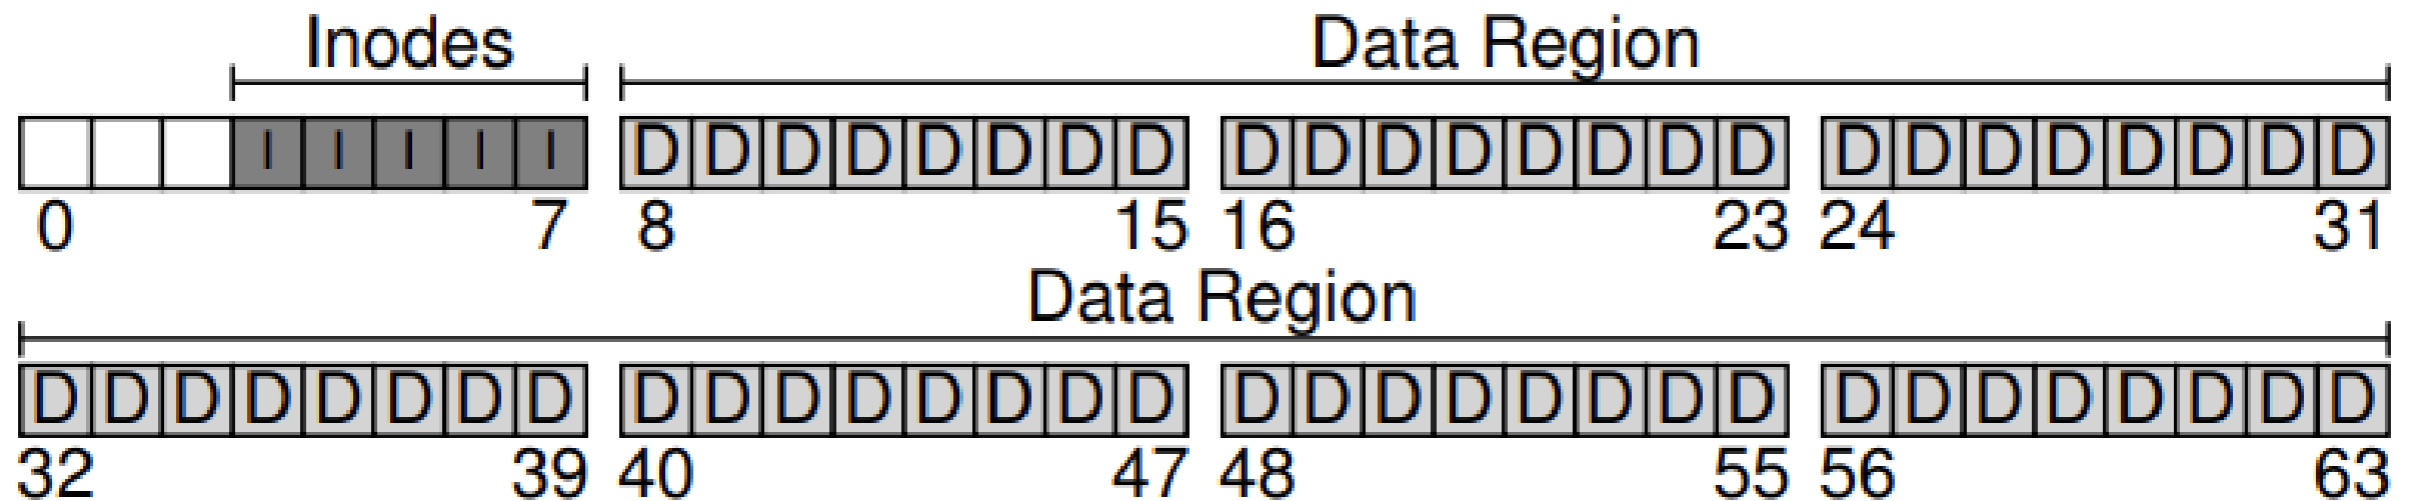 Inodes Data Region
I I I I I D D D D D D D D D D D D D D D D D D D D D D D D
0 7 8 15 16 23 24 31
Data Region
D D D D D D D D D D D D D D D D D D D D D D D D D D D D D D D D
32 39 40 47 48 55 56 63